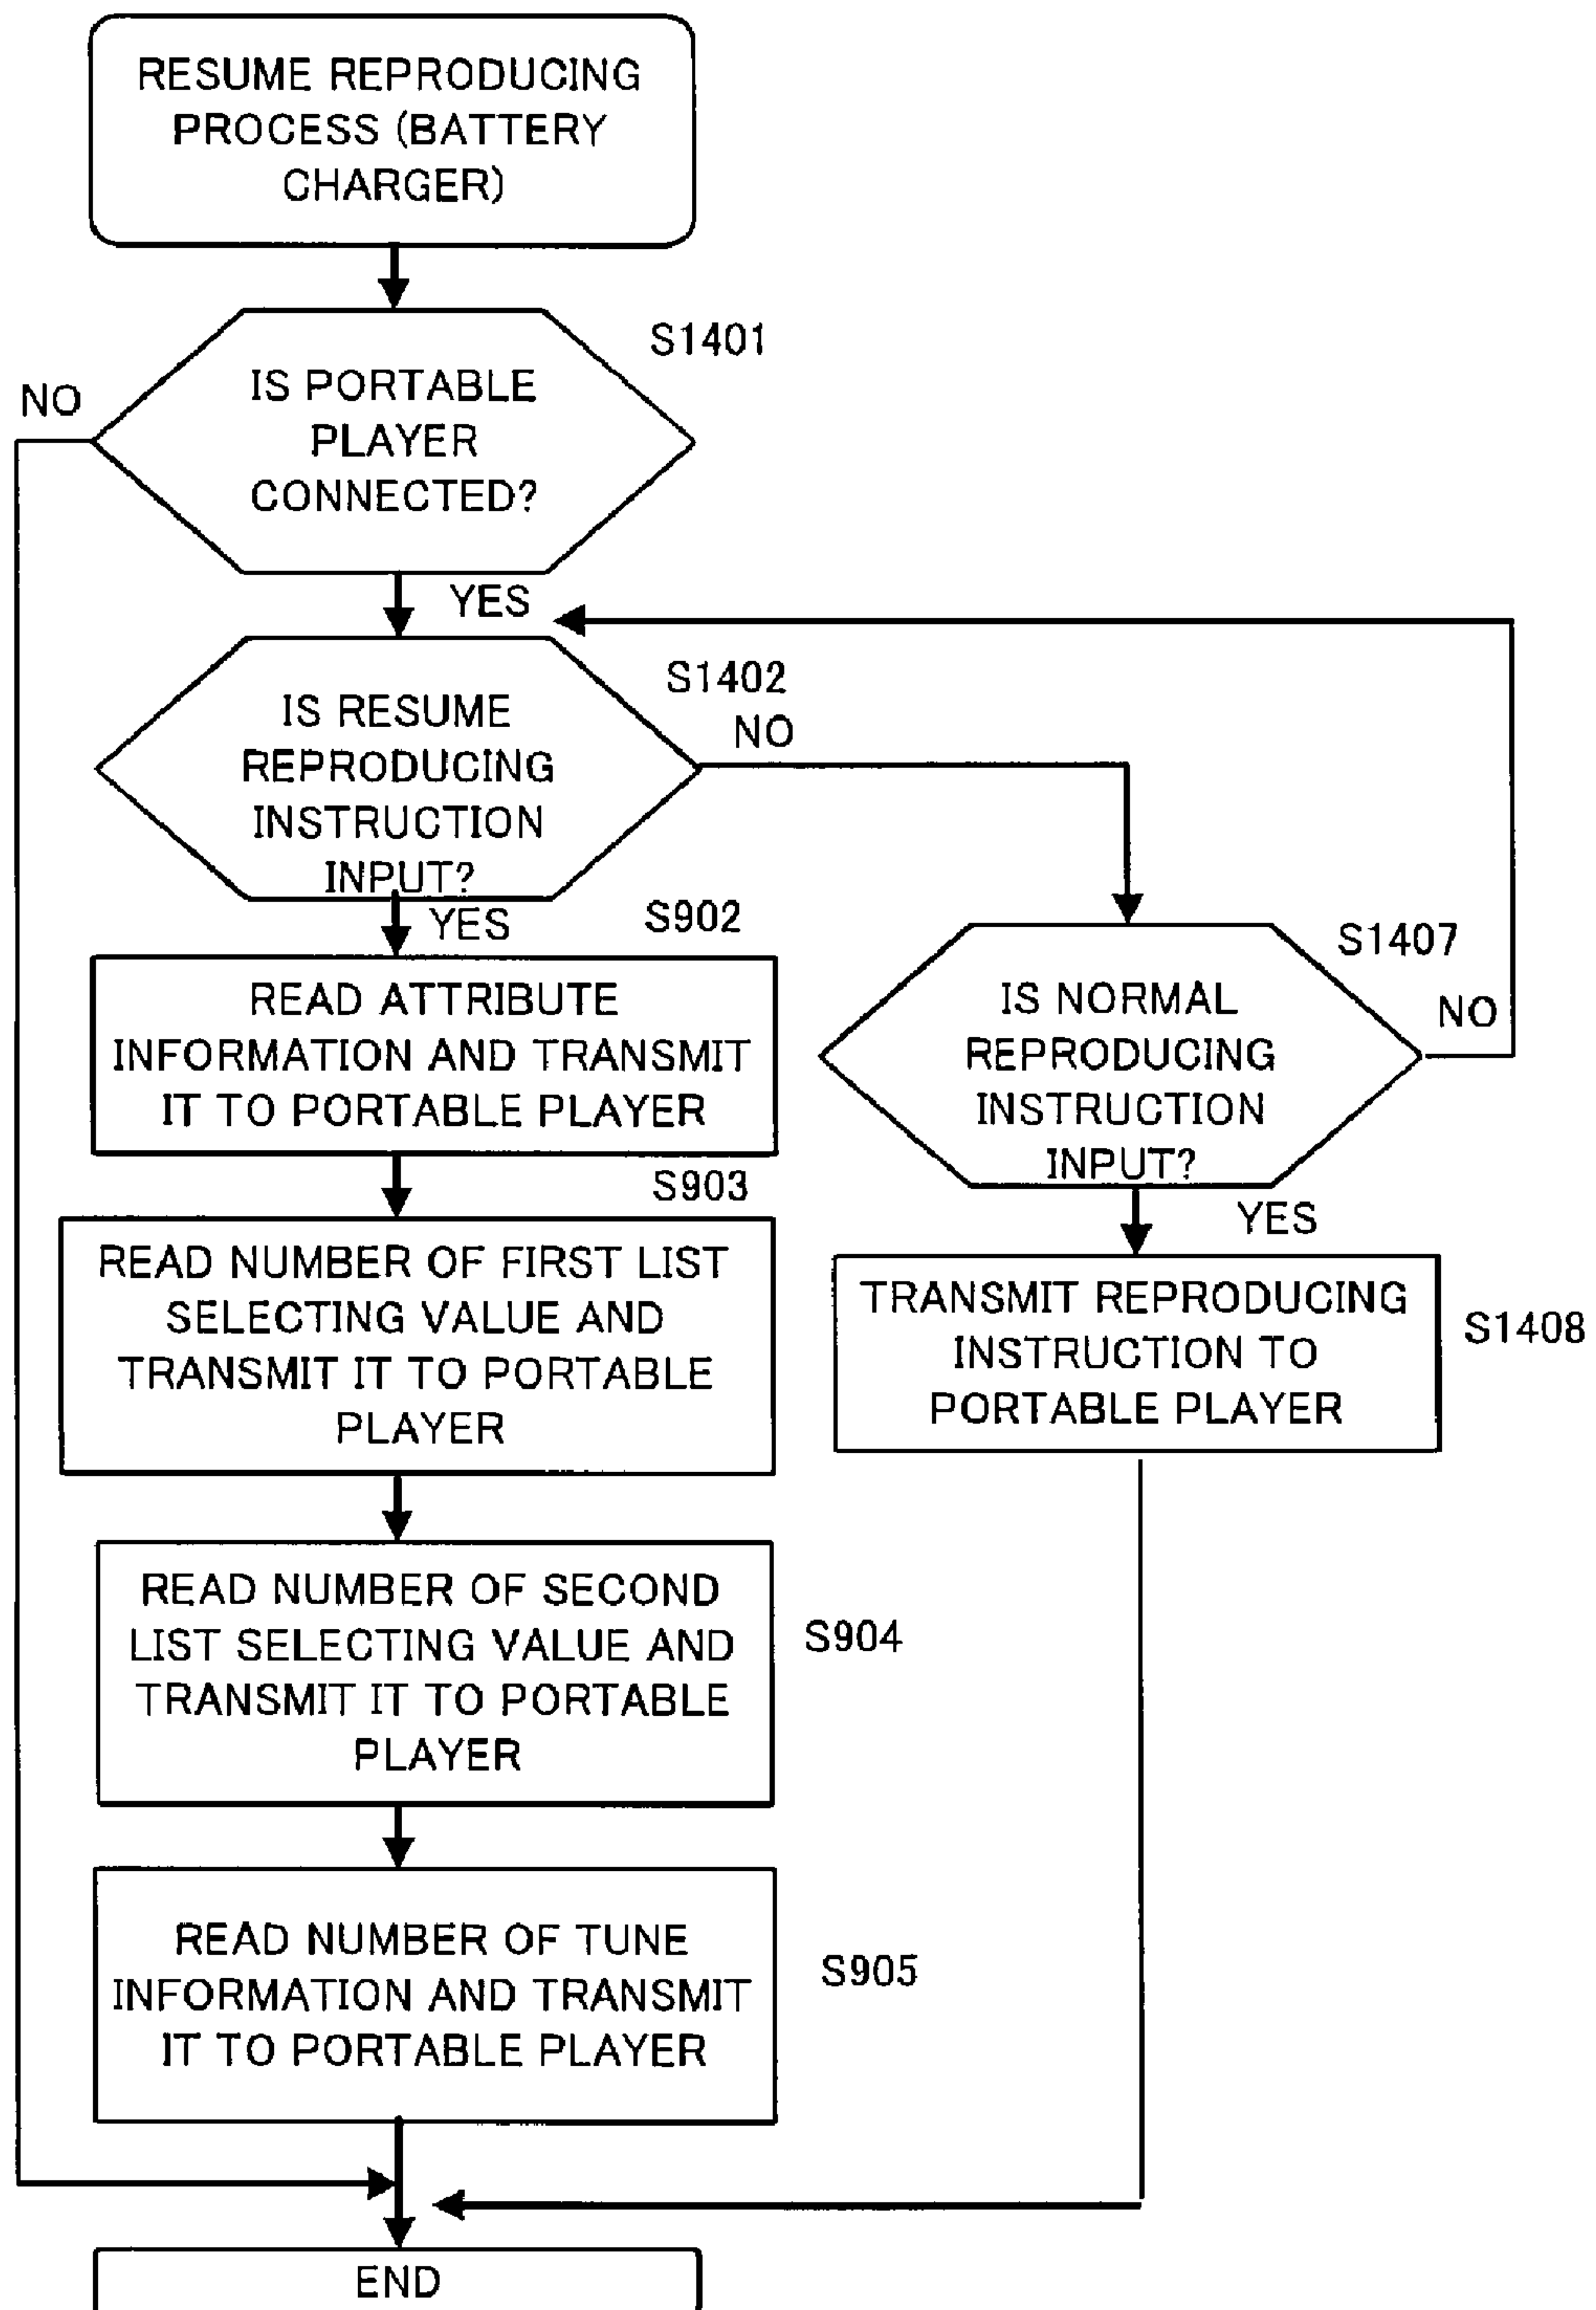 RESUME REPRODUCING
PROCESS (BATTERY
CHARGER)
S1401
NO
IS PORTABLE
PLAYER
CONNECTED?
YES
S1402
IS RESUME
REPRODUCING
INSTRUCTION
INPUT?
NO
YES
S902
READ ATTRIBUTE
INFORMATION AND TRANSMIT
IT TO PORTABLE PLAYER
S903
READ NUMBER OF FIRST LIST
SELECTING VALUE AND
TRANSMIT IT TO PORTABLE
PLAYER
READ NUMBER OF SECOND
LIST SELECTING VALUE AND
TRANSMIT IT TO PORTABLE
PLAYER
S904
READ NUMBER OF TUNE
INFORMATION AND TRANSMIT
IT TO PORTABLE PLAYER
S905
S1407
IS NORMAL
REPRODUCING
INSTRUCTION
INPUT?
NO
YES
TRANSMIT REPRODUCING
INSTRUCTION TO
PORTABLE PLAYER
S1408
END